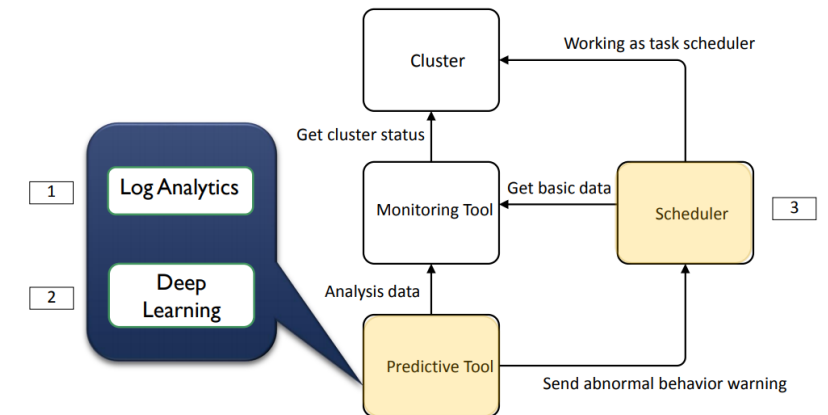 Cluster
Working as task scheduler
Get cluster status
1
Log Analytics
Monitoring Tool
Get basic data
Scheduler
3
2
Deep
Learning
Analysis data
Predictive Tool
Send abnormal behavior warning